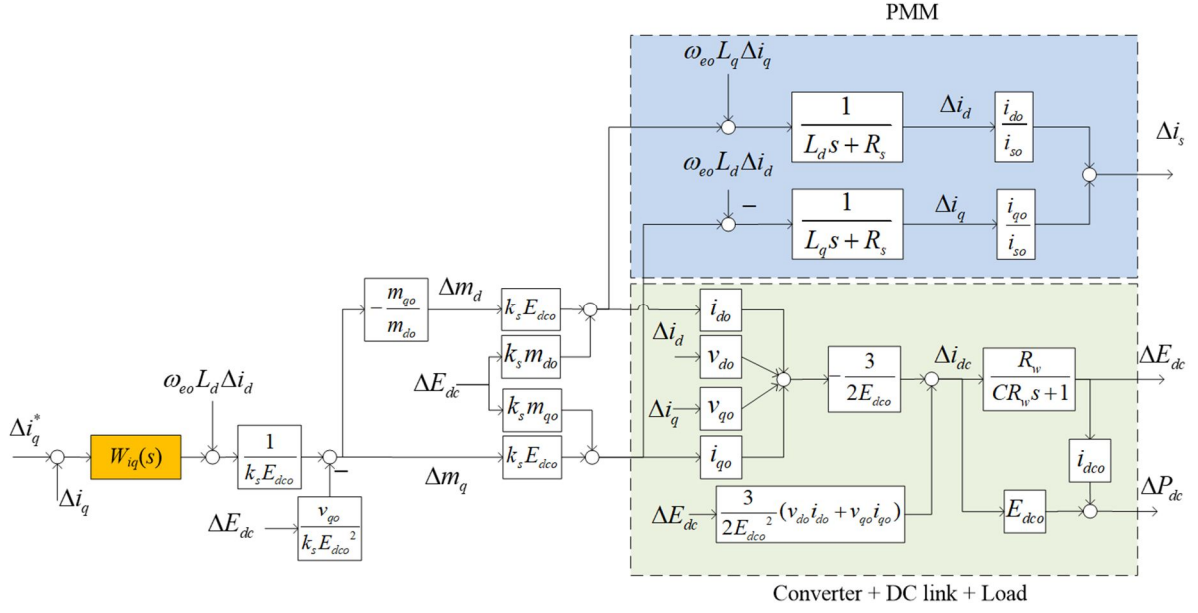 PMM
ω_eo L_q Δi_q
1 / (L_d s + R_s)
Δi_d
i_do / i_so
Δi_s
ω_eo L_d Δi_d
−
1 / (L_q s + R_s)
Δi_q
i_qo / i_so
− m_qo / m_do
Δm_d
k_s E_dco
k_s m_do
ΔE_dc
k_s m_qo
k_s E_dco
Δm_q
i_do
Δi_d
v_do
Δi_q
v_qo
i_qo
− 3 / (2E_dco)
Δi_dc
R_w / (CR_w s + 1)
ΔE_dc
i_dco
E_dco
ΔP_dc
ΔE_dc
3 / (2E_dco²) (v_do i_do + v_qo i_qo)
ω_eo L_d Δi_d
Δi_q*
W_iq(s)
1 / (k_s E_dco)
−
Δi_q
ΔE_dc
v_qo / (k_s E_dco²)
Converter + DC link + Load